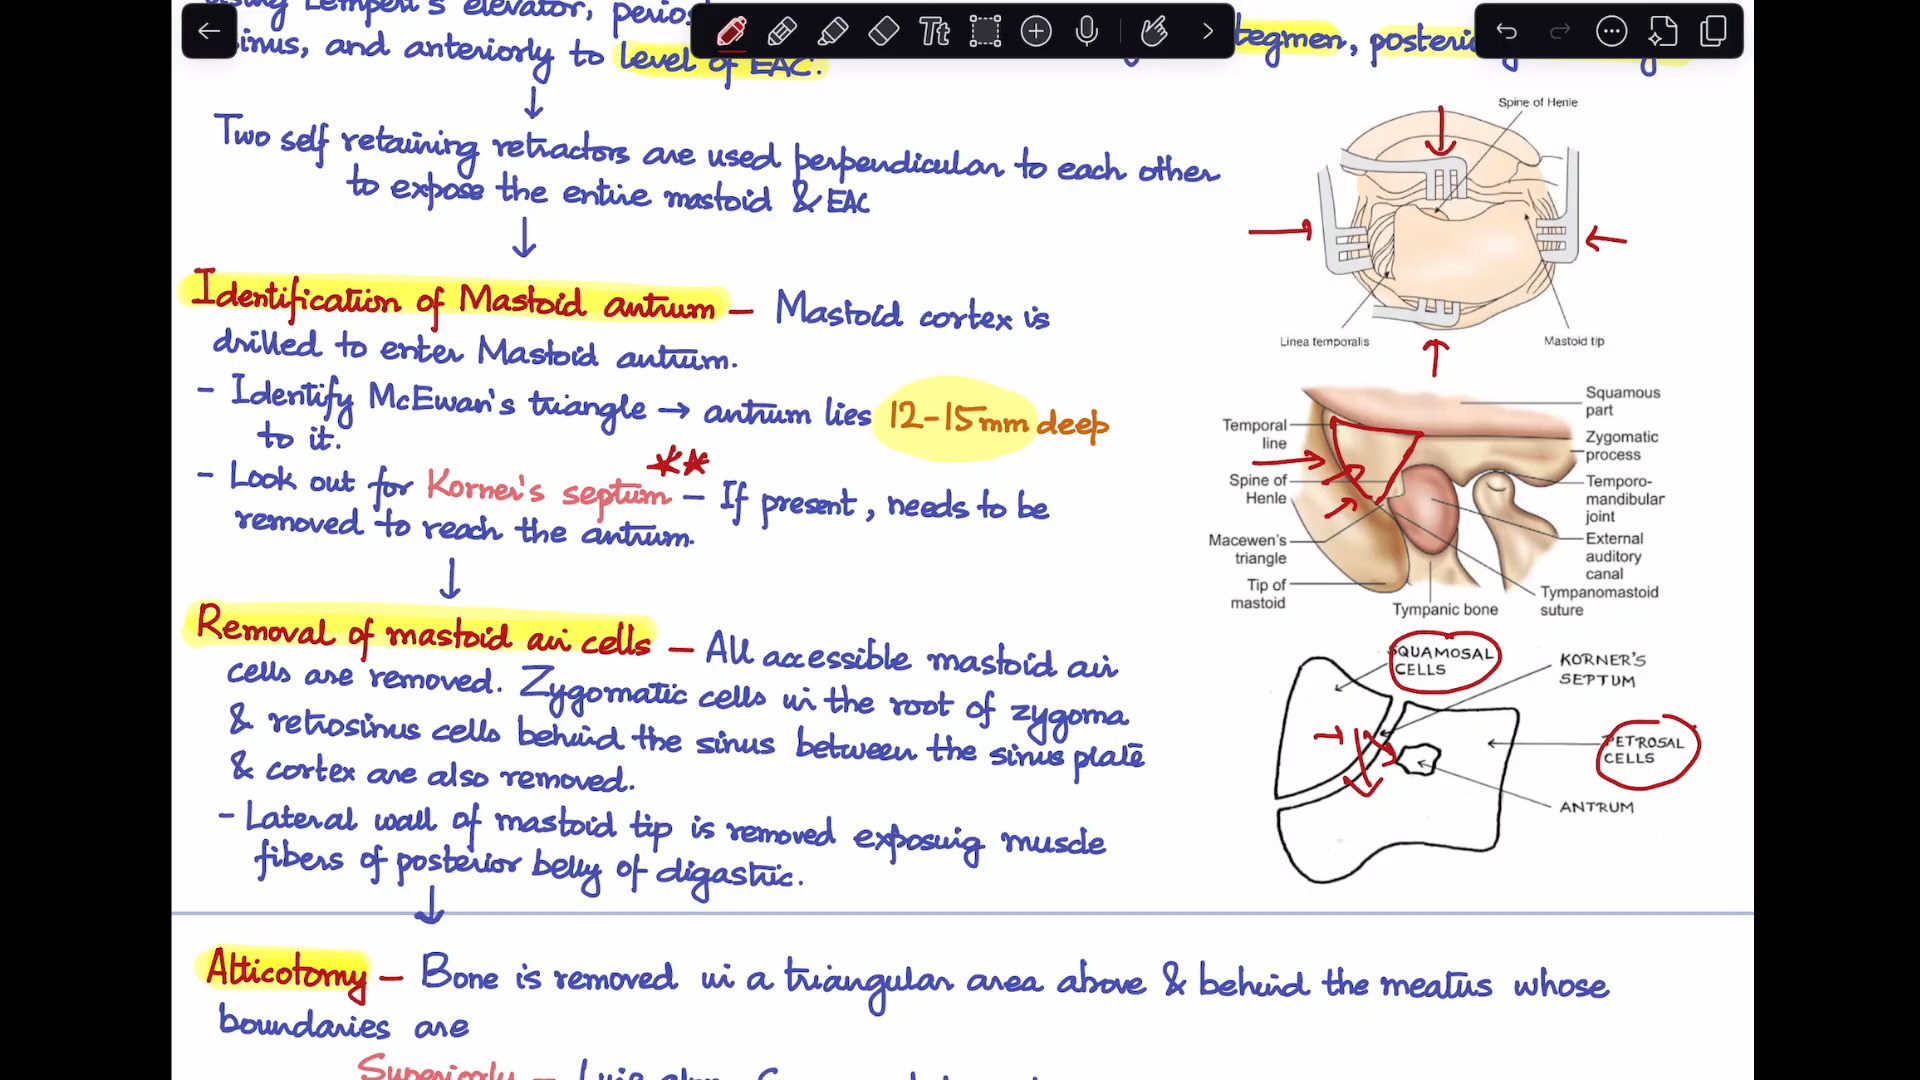 using Lempert's elevator, perios
tegmen, posteri
sinus, and anteriorly to level of EAC.
Tt
Two self retaining retractors are used perpendicular to each other
to expose the entire mastoid & EAC
Identification of Mastoid antrum – Mastoid cortex is
drilled to enter Mastoid antrum.
- Identify McEwan's triangle → antrum lies 12-15mm deep
to it.
- Look out for Korner's septum – If present, needs to be
removed to reach the antrum.
Removal of mastoid air cells – All accessible mastoid air
cells are removed. Zygomatic cells in the root of zygoma
& retrosinus cells behind the sinus between the sinus plate
& cortex are also removed.
- Lateral wall of mastoid tip is removed exposing muscle
fibers of posterior belly of digastric.
Atticotomy – Bone is removed in a triangular area above & behind the meatus whose
boundaries are
Superiorly –
Spine of Henle
Linea temporalis
Mastoid tip
Squamous
part
Temporal
line
Zygomatic
process
Spine of
Henle
Temporo-
mandibular
joint
Macewen's
triangle
External
auditory
canal
Tip of
mastoid
Tympanic bone
Tympanomastoid
suture
SQUAMOSAL
CELLS
KORNER'S
SEPTUM
PETROSAL
CELLS
ANTRUM